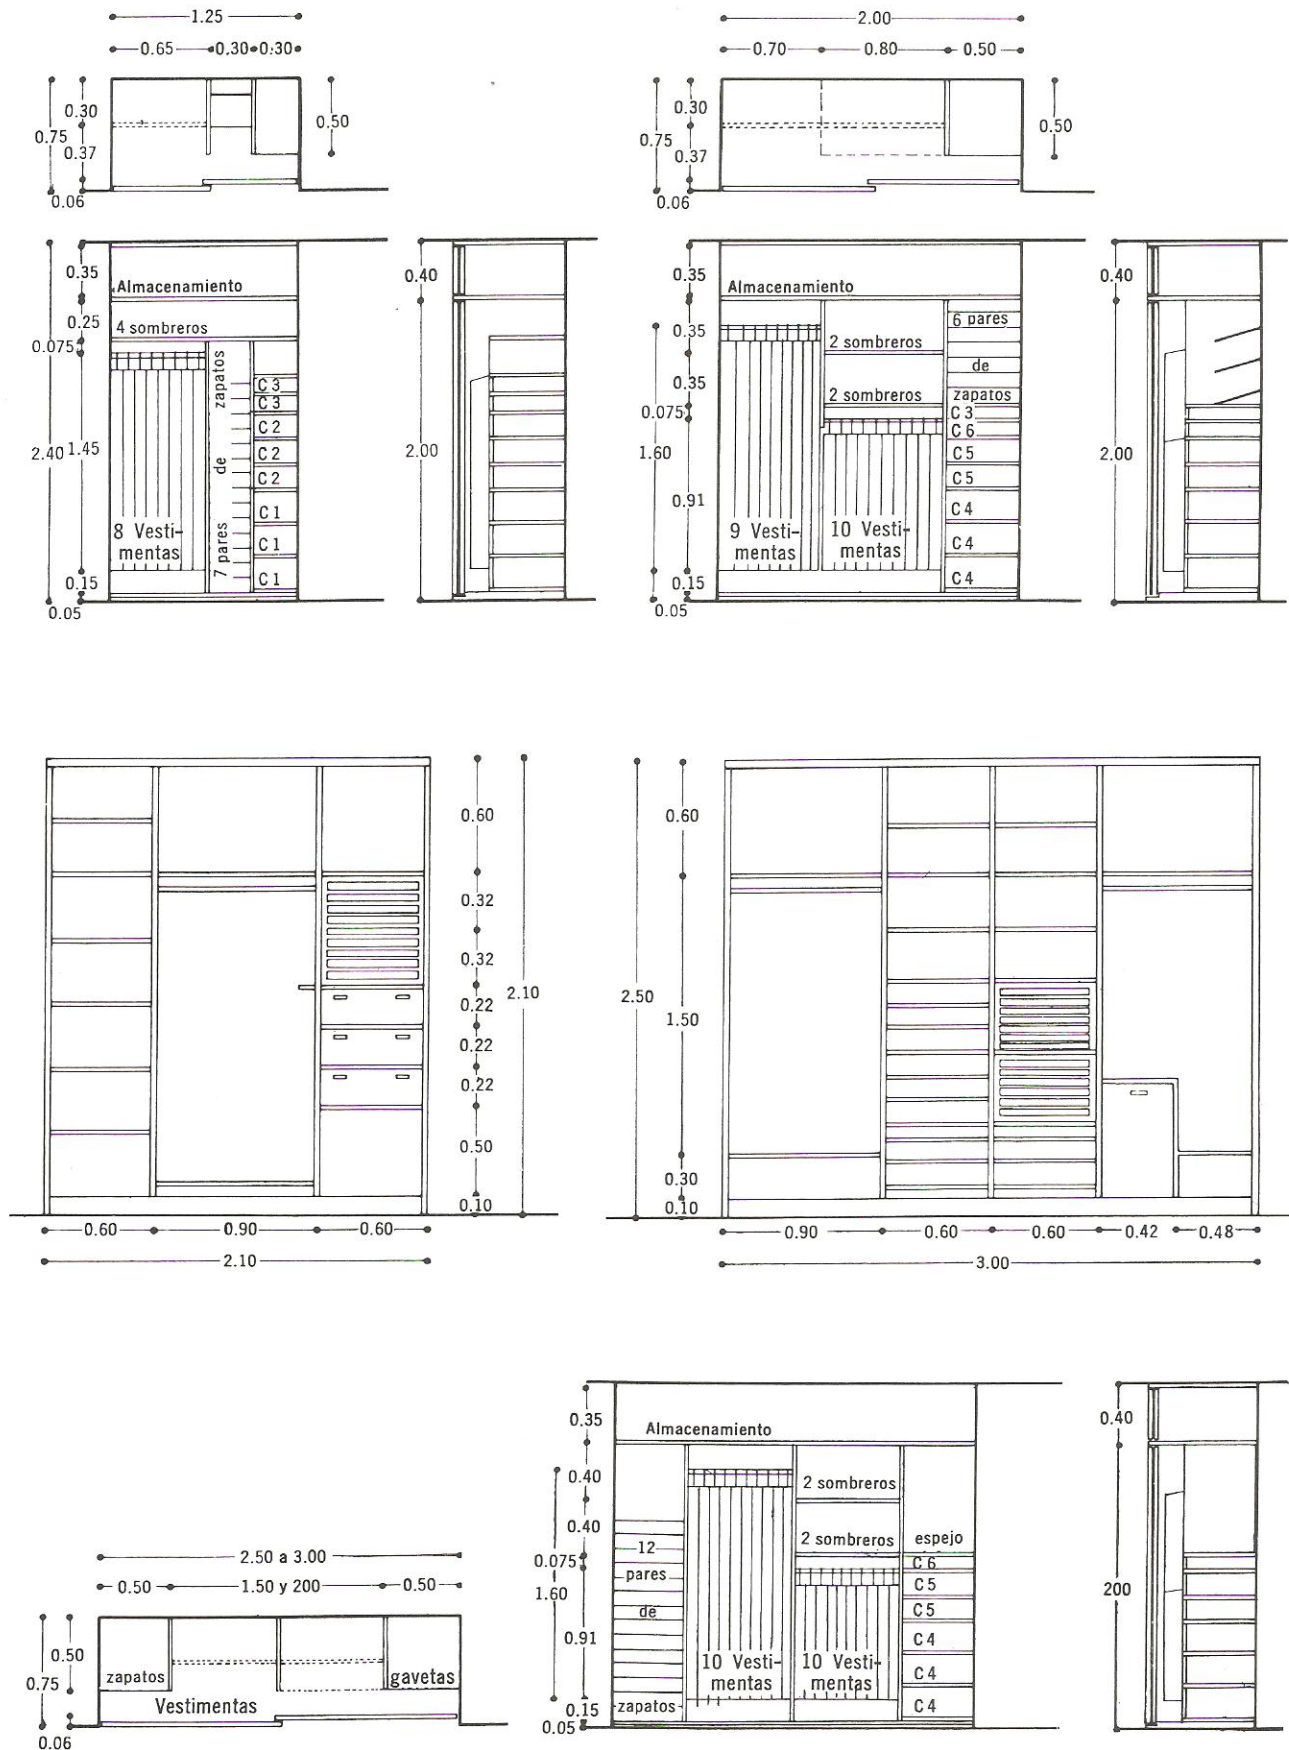 1.25
0.65
0.30
0.30
0.30
0.75
0.37
0.06
0.50
2.00
0.70
0.80
0.50
0.30
0.75
0.37
0.06
0.50
0.35
0.25
0.075
2.40
1.45
0.15
0.05
Almacenamiento
4 sombreros
7 pares de zapatos
C 3
C 3
C 2
C 2
C 2
C 1
C 1
C 1
8 Vesti-
mentas
0.40
2.00
0.35
0.35
0.35
0.075
1.60
0.91
0.15
0.05
Almacenamiento
2 sombreros
2 sombreros
6 pares
de
zapatos
C 3
C 6
C 5
C 5
C 4
C 4
C 4
9 Vesti-
mentas
10 Vesti-
mentas
0.40
2.00
0.60
0.32
0.32
0.22
0.22
0.22
0.50
0.10
2.10
0.60
0.90
0.60
2.10
2.50
0.60
1.50
0.30
0.10
0.90
0.60
0.60
0.42
0.48
3.00
2.50 a 3.00
0.50
1.50 y 200
0.50
0.50
0.75
0.06
zapatos
gavetas
Vestimentas
0.35
0.40
0.40
0.075
1.60
0.91
0.15
0.05
Almacenamiento
2 sombreros
2 sombreros
espejo
12
pares
de
zapatos
C 6
C 5
C 5
C 4
C 4
C 4
10 Vesti-
mentas
10 Vesti-
mentas
0.40
200